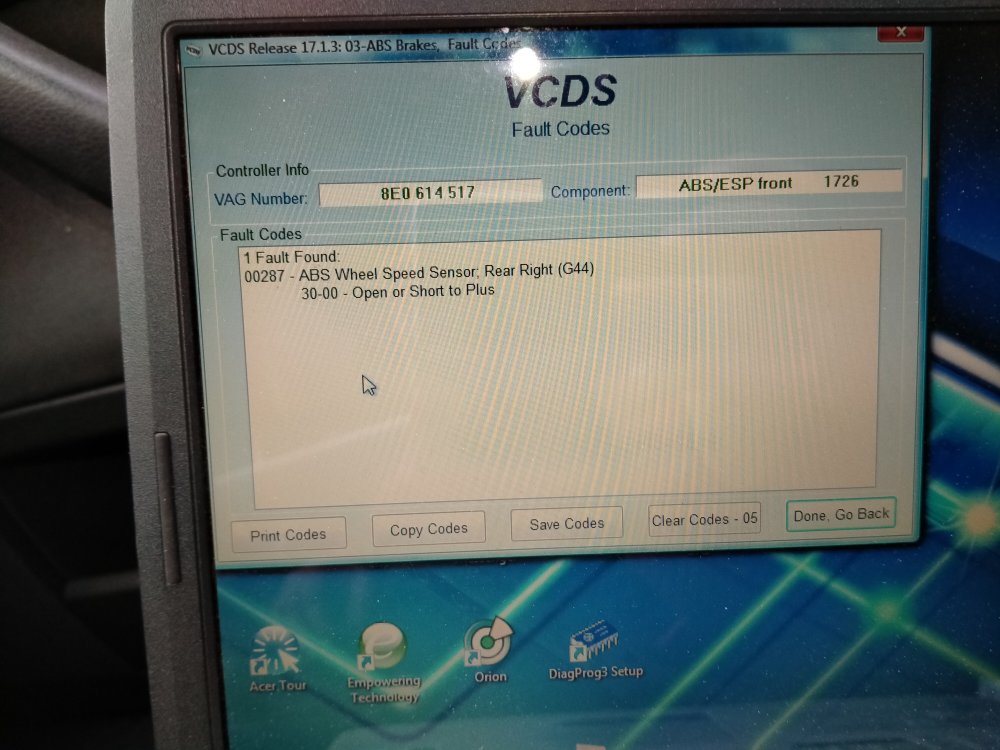 VCDS Release 17.1.3: 03-ABS Brakes, Fault Codes
X
VCDS
Fault Codes
Controller Info
VAG Number: 8E0 614 517 Component: ABS/ESP front 1726
Fault Codes
1 Fault Found:
00287 - ABS Wheel Speed Sensor; Rear Right (G44)
30-00 - Open or Short to Plus
Print Codes Copy Codes Save Codes Clear Codes - 05 Done, Go Back
Acer Tour
Empowering Technology
Orion
DiagProg3 Setup